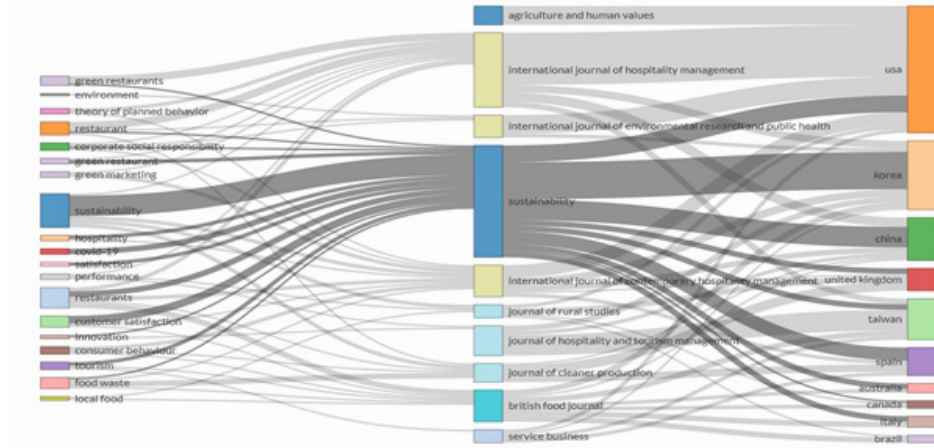 green restaurants
environment
theory of planned behavior
restaurant
corporate social responsibility
green restaurant
green marketing
sustainability
hospitality
covid-19
satisfaction
performance
restaurants
customer satisfaction
innovation
consumer behaviour
tourism
food waste
local food
agriculture and human values
international journal of hospitality management
international journal of environmental research and public health
sustainability
international journal of contemporary hospitality management
journal of rural studies
journal of hospitality and tourism management
journal of cleaner production
british food journal
service business
usa
korea
china
united kingdom
taiwan
spain
australia
canada
italy
brazil